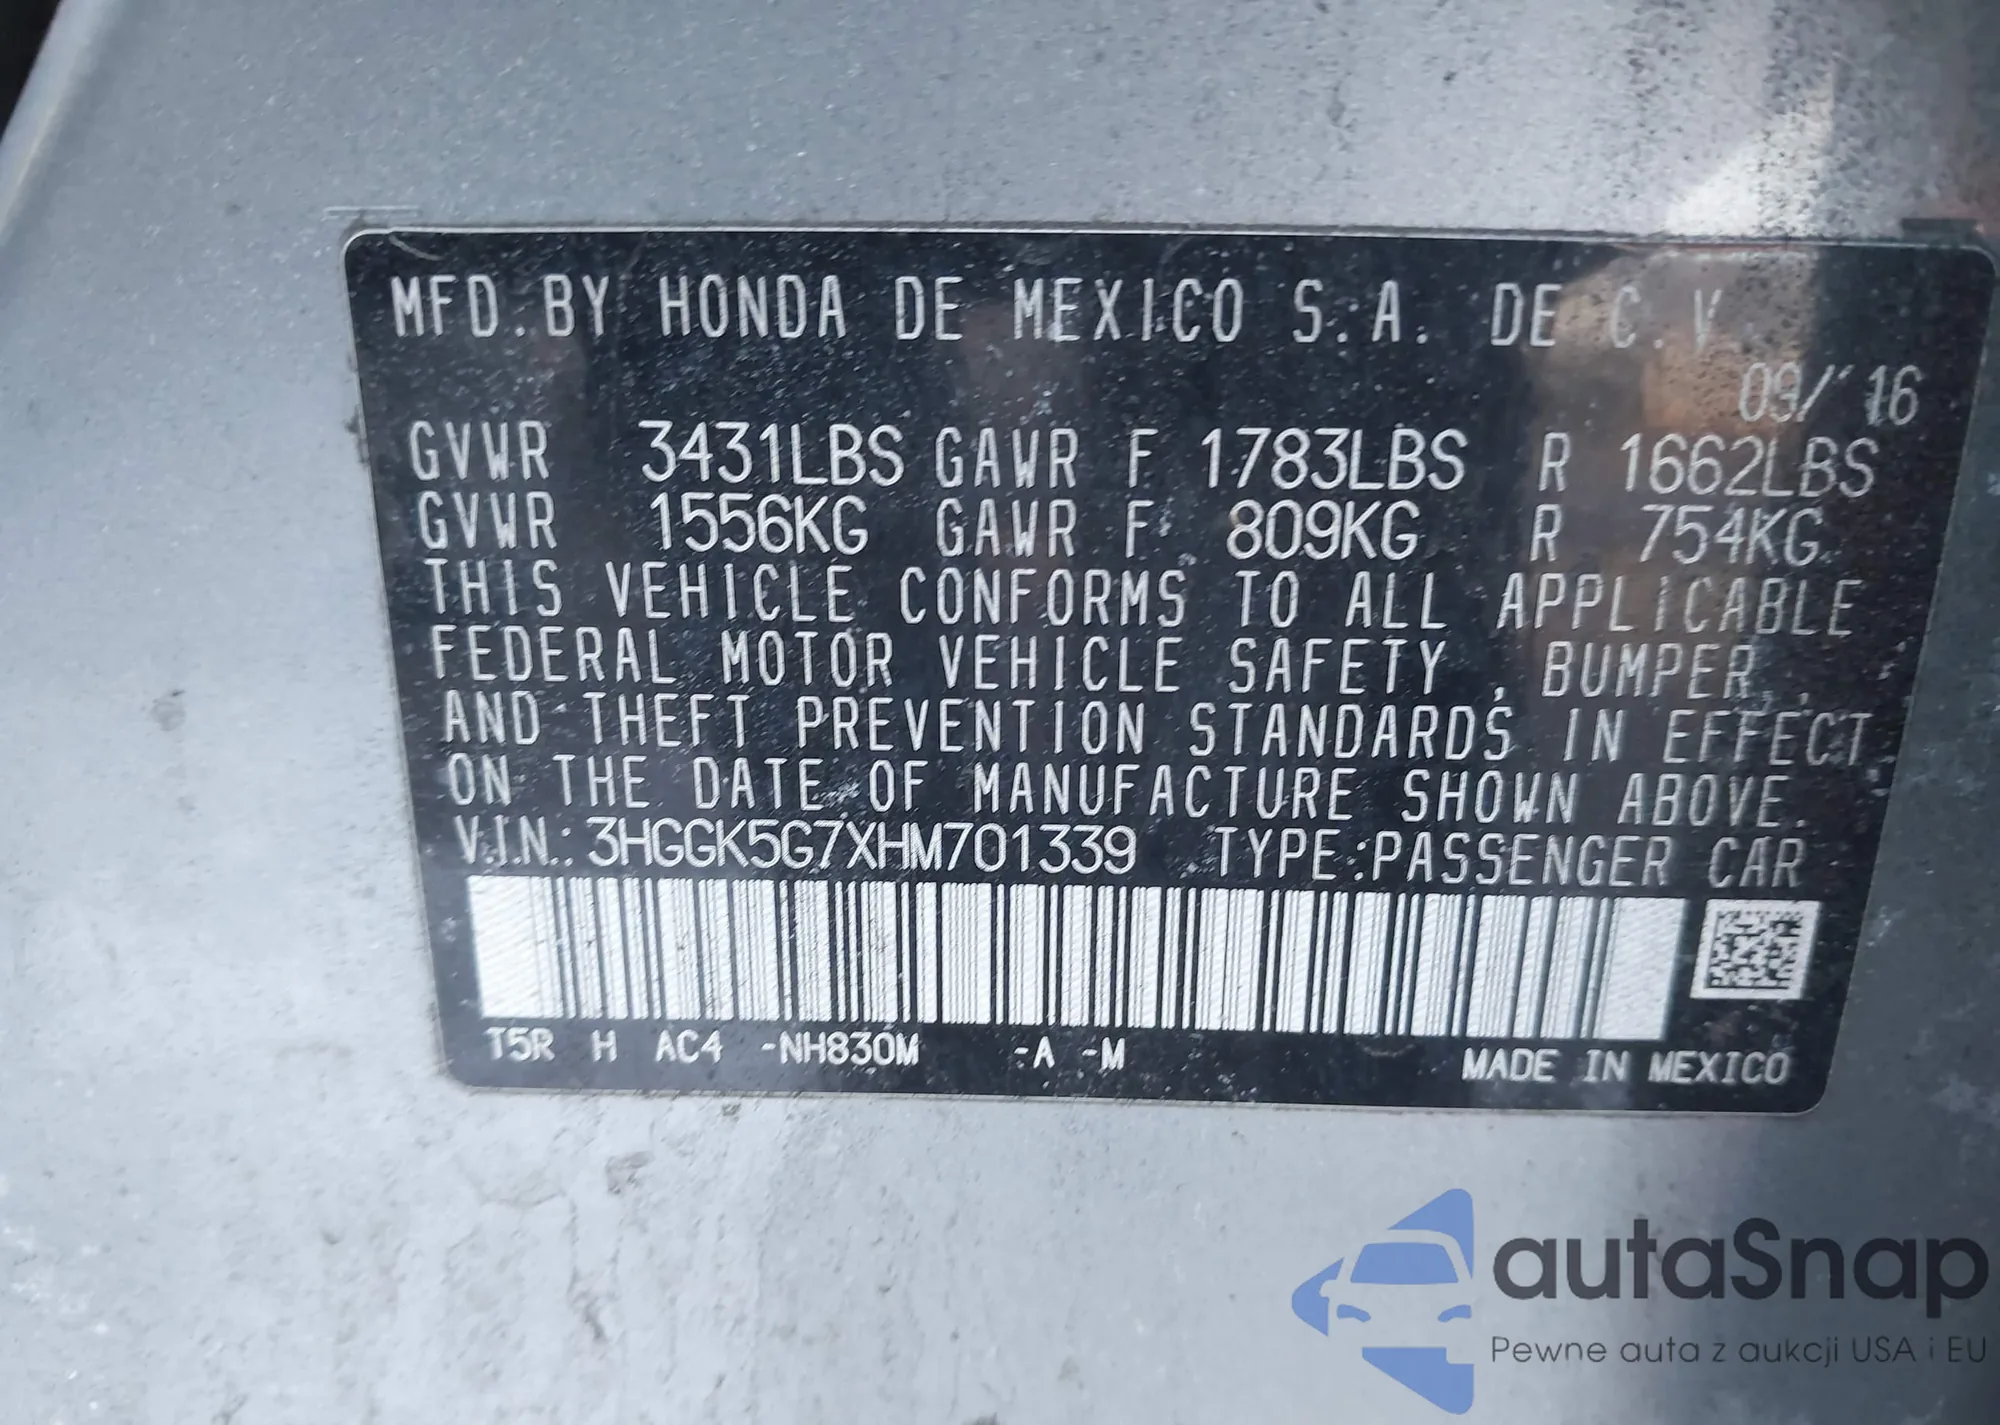 MFD. BY HONDA DE MEXICO S.A. DE C.V.
09/'16
GVWR 3431LBS GAWR F 1783LBS R 1662LBS
GVWR 1556KG GAWR F 809KG R 754KG
THIS VEHICLE CONFORMS TO ALL APPLICABLE
FEDERAL MOTOR VEHICLE SAFETY, BUMPER,
AND THEFT PREVENTION STANDARDS IN EFFECT
ON THE DATE OF MANUFACTURE SHOWN ABOVE.
V.I.N.: 3HGGK5G7XHM701339 TYPE:PASSENGER CAR
T5R H AC4 -NH830M -A -M
MADE IN MEXICO
autaSnap
Pewne auta z aukcji USA i EU